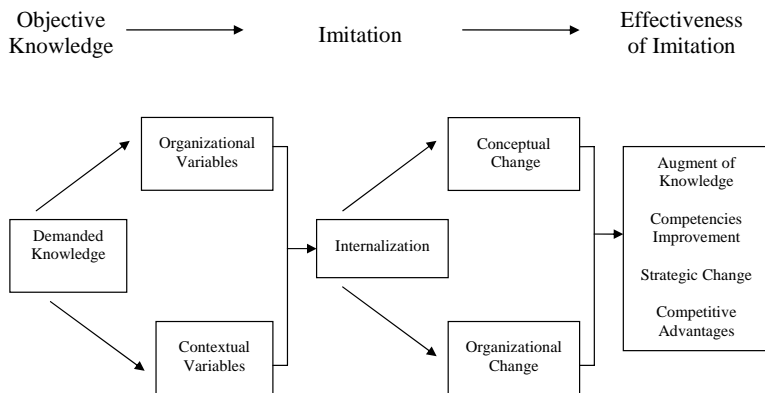 Objective
Knowledge
Imitation
Effectiveness
of Imitation
Organizational
Variables
Conceptual
Change
Demanded
Knowledge
Internalization
Augment of
Knowledge
Competencies
Improvement
Strategic Change
Competitive
Advantages
Contextual
Variables
Organizational
Change